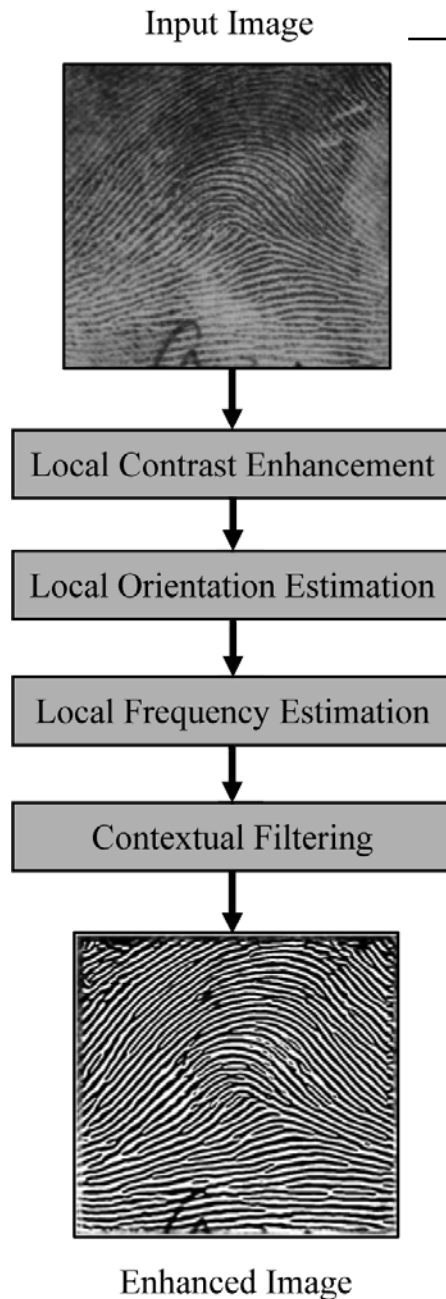 Input Image
Local Contrast Enhancement
Local Orientation Estimation
Local Frequency Estimation
Contextual Filtering
Enhanced Image